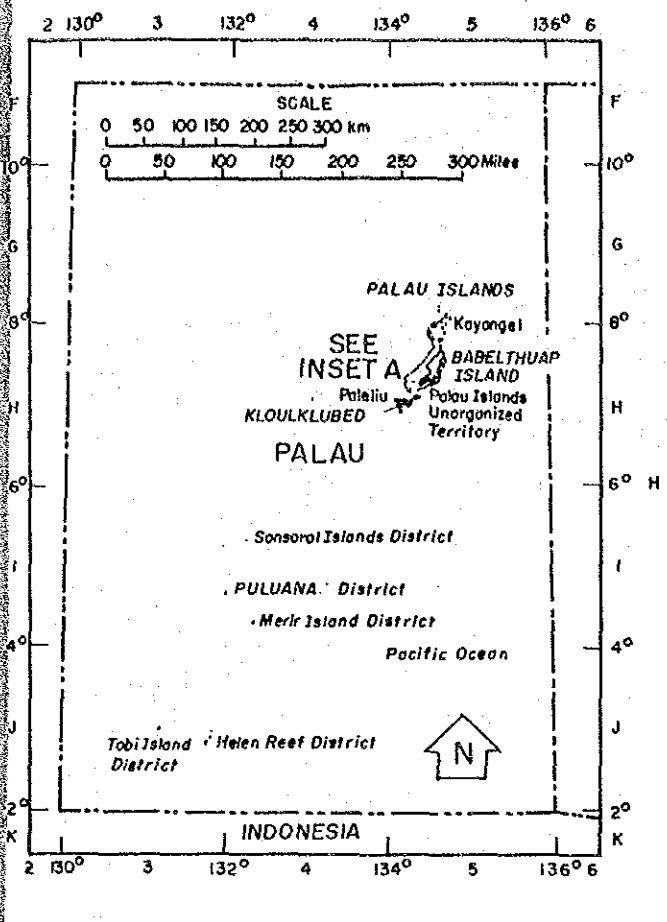 2 130° 3 132° 4 134° 5 136° 6
F F
SCALE
0 50 100 150 200 250 300 km
0 50 100 150 200 250 300 Miles
10° 10°
G G
PALAU ISLANDS
8° 8°
Kayangel
SEE
INSET A
BABELTHUAP
ISLAND
Peleliu
Palau Islands
Unorganized
Territory
H H
KLOULKLUBED
PALAU
6° 6° H
Sonsorol Islands District
I I
PULUANA District
Merir Island District
4° 4°
Pacific Ocean
J J
Tobi Island
District
Helen Reef District
N
2° 2°
K K
INDONESIA
2 130° 3 132° 4 134° 5 136° 6